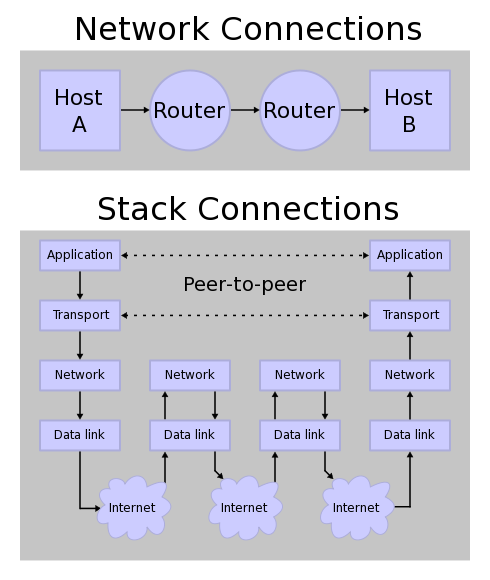 Network Connections
Host
A
Router
Router
Host
B
Stack Connections
Application
Application
Peer-to-peer
Transport
Transport
Network
Network
Network
Network
Data link
Data link
Data link
Data link
Internet
Internet
Internet